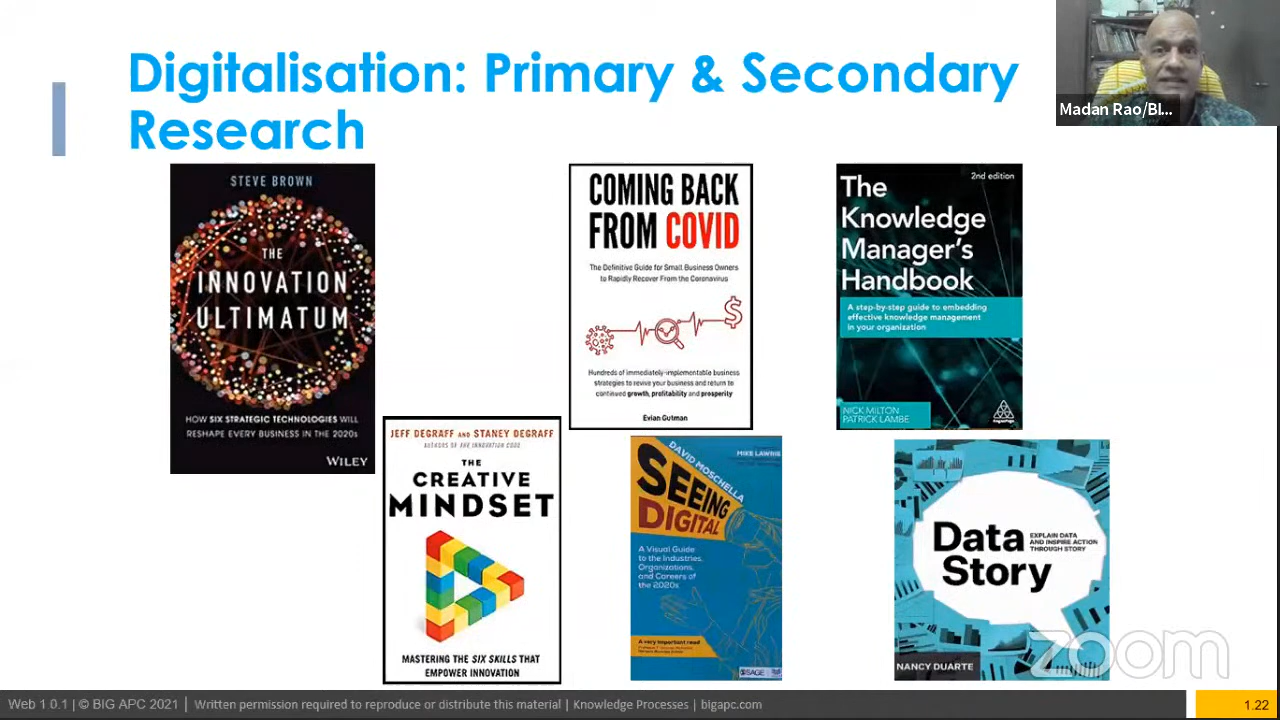 Digitalisation: Primary & Secondary
Research
Madan Rao/BI...
STEVE BROWN
THE
INNOVATION
ULTIMATUM
HOW SIX STRATEGIC TECHNOLOGIES WILL
RESHAPE EVERY BUSINESS IN THE 2020s
WILEY
COMING BACK
FROM COVID
The Definitive Guide for Small Business Owners
to Rapidly Recover From the Coronavirus
$
Hundreds of immediately-implementable business
strategies to revive your business and return to
continued growth, profitability and prosperity
Evian Gutman
2nd edition
The
Knowledge
Manager's
Handbook
A step-by-step guide to embedding
effective knowledge management
in your organization
NICK MILTON
PATRICK LAMBE
JEFF DEGRAFF AND STANEY DEGRAFF
AUTHORS OF THE INNOVATION CODE
THE
CREATIVE
MINDSET
MASTERING THE SIX SKILLS THAT
EMPOWER INNOVATION
DAVID MOSCHELLA
MIKE LAWRIE
SEEING
DIGITAL
A Visual Guide
to the Industries,
Organizations,
and Careers of
the 2020s
A very important read
SAGE
Data
Story
EXPLAIN DATA
AND INSPIRE ACTION
THROUGH STORY
NANCY DUARTE
zoom
Web 1 0.1 | © BIG APC 2021 | Written permission required to reproduce or distribute this material | Knowledge Processes | bigapc.com
1.22